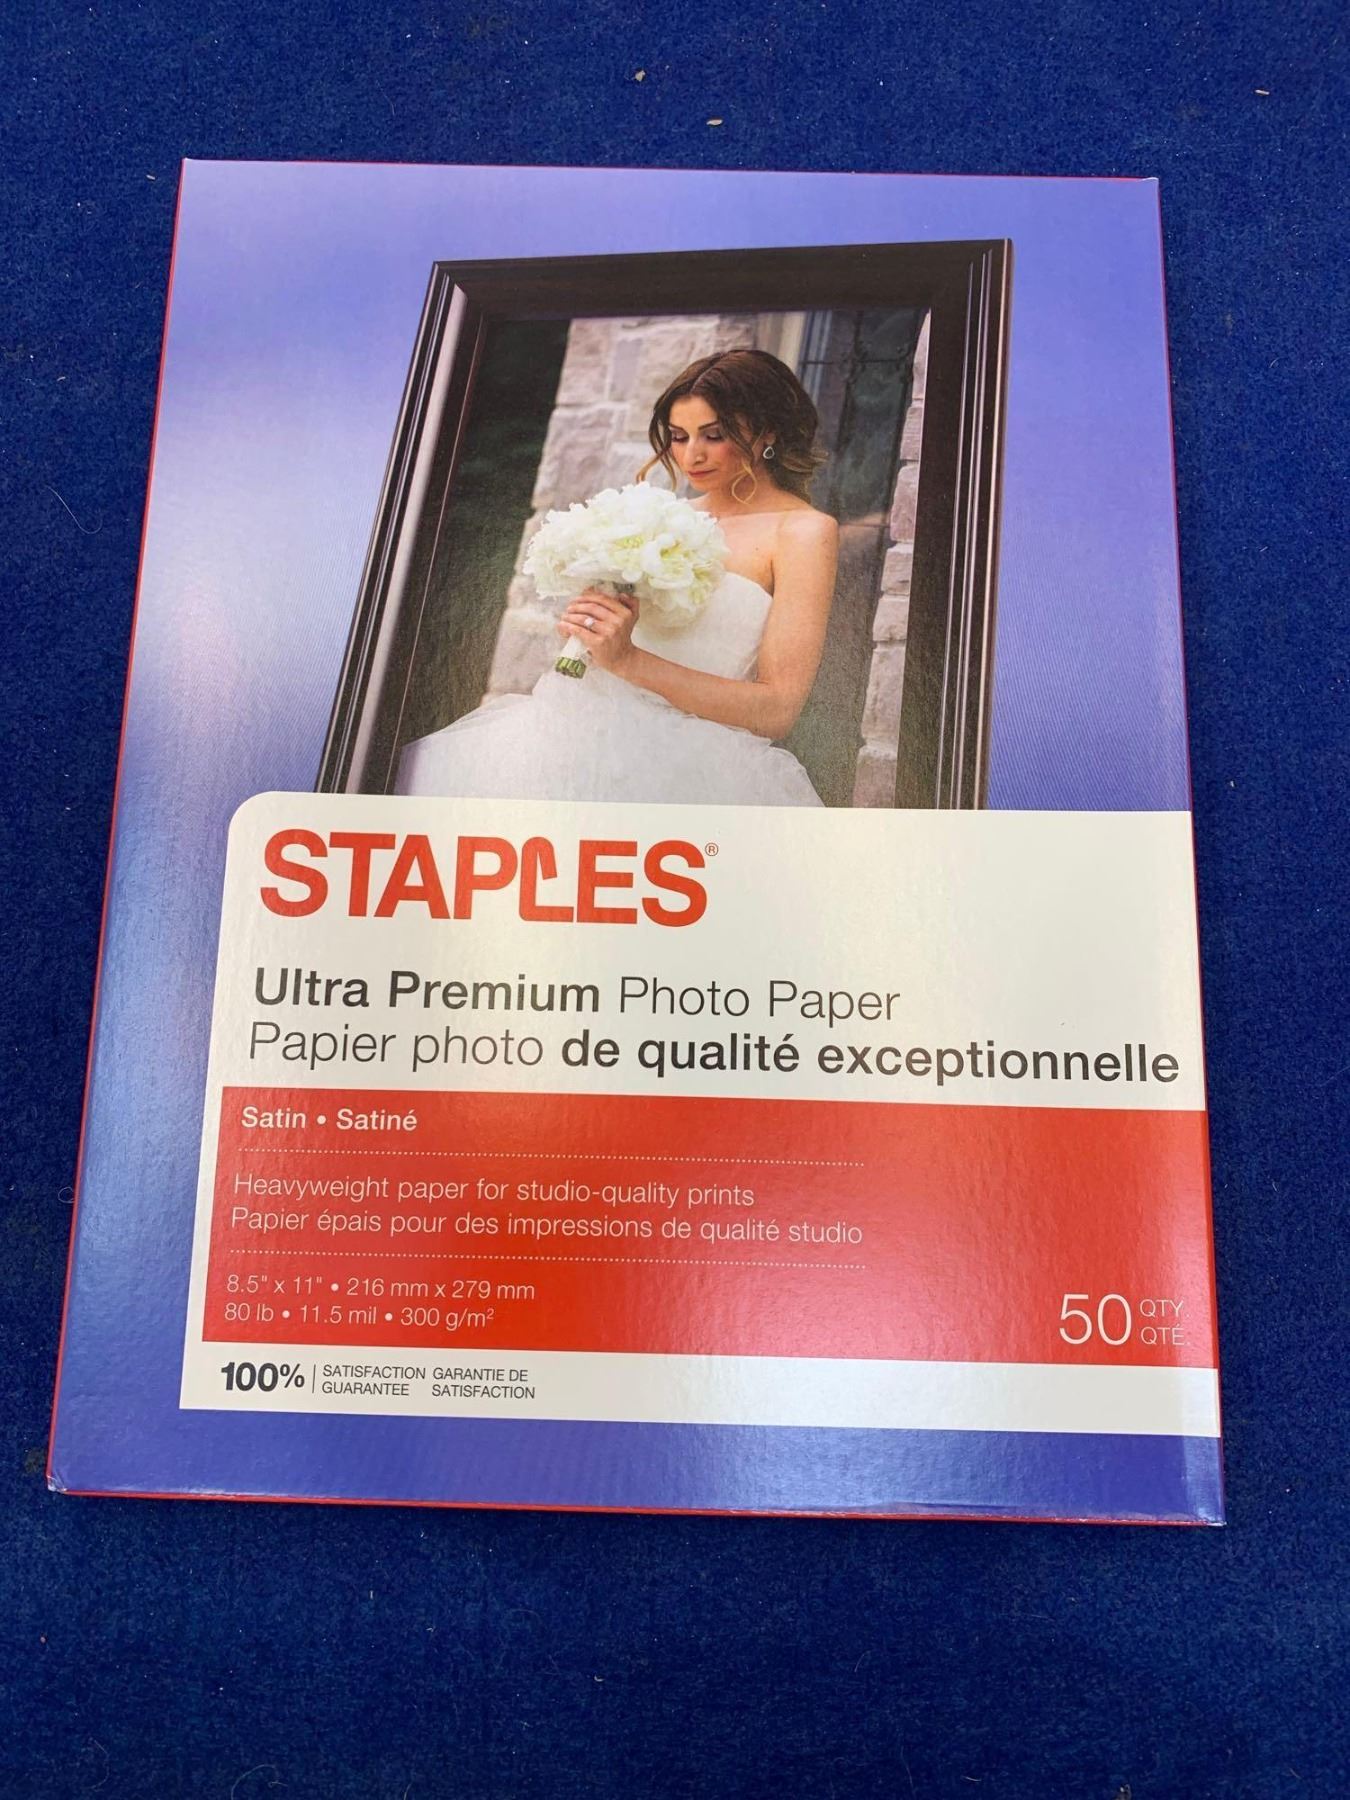 STAPLES®
Ultra Premium Photo Paper
Papier photo de qualité exceptionnelle
Satin • Satiné
Heavyweight paper for studio-quality prints
Papier épais pour des impressions de qualité studio
8.5" x 11" • 216 mm x 279 mm
80 lb • 11.5 mil • 300 g/m²
50 QTY.
QTÉ.
100% SATISFACTION GARANTIE DE
GUARANTEE SATISFACTION